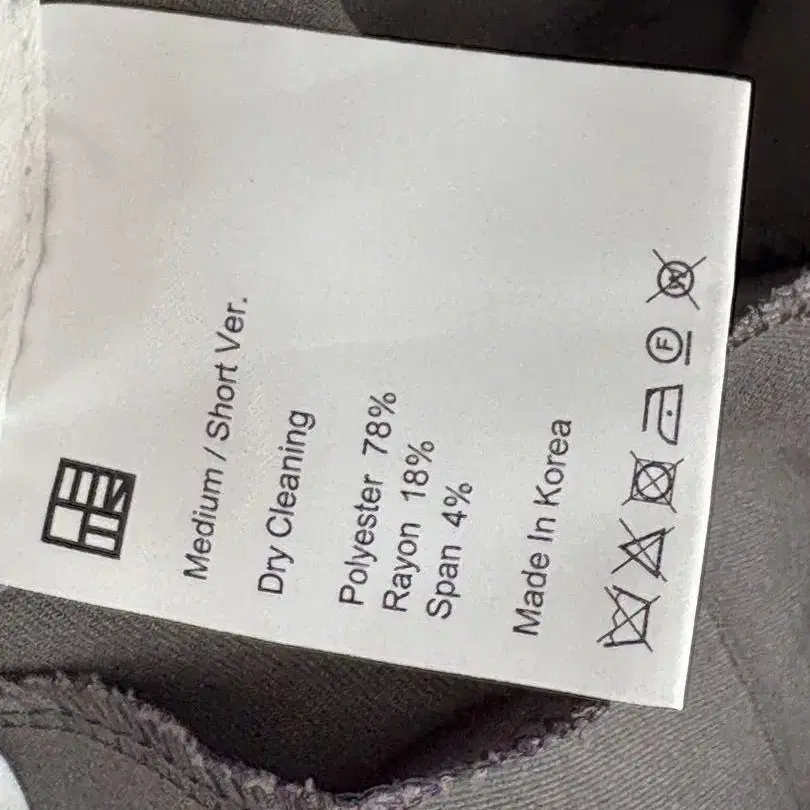 Medium / Short Ver.
Dry Cleaning
Polyester 78%
Rayon 18%
Span 4%
Made In Korea
F
W